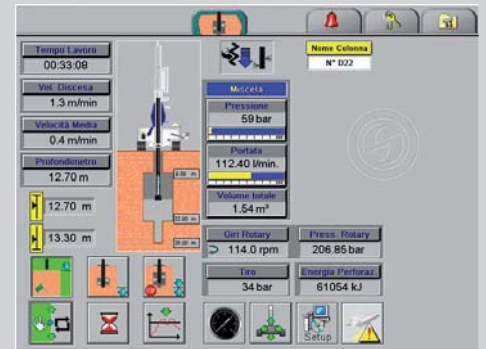 Nome Colonna
N° D22
Tempo Lavoro
00:33:08
Vel. Discesa
1.3 m/min
Velocità Media
0.4 m/min
Profondimetro
12.70 m
12.70 m
13.30 m
Miscela
Pressione
59 bar
Portata
112.40 l/min.
Volume totale
1.54 m³
Giri Rotary
114.0 rpm
Press. Rotary
206.85 bar
Tiro
34 bar
Energia Perforaz.
61054 kJ
Setup